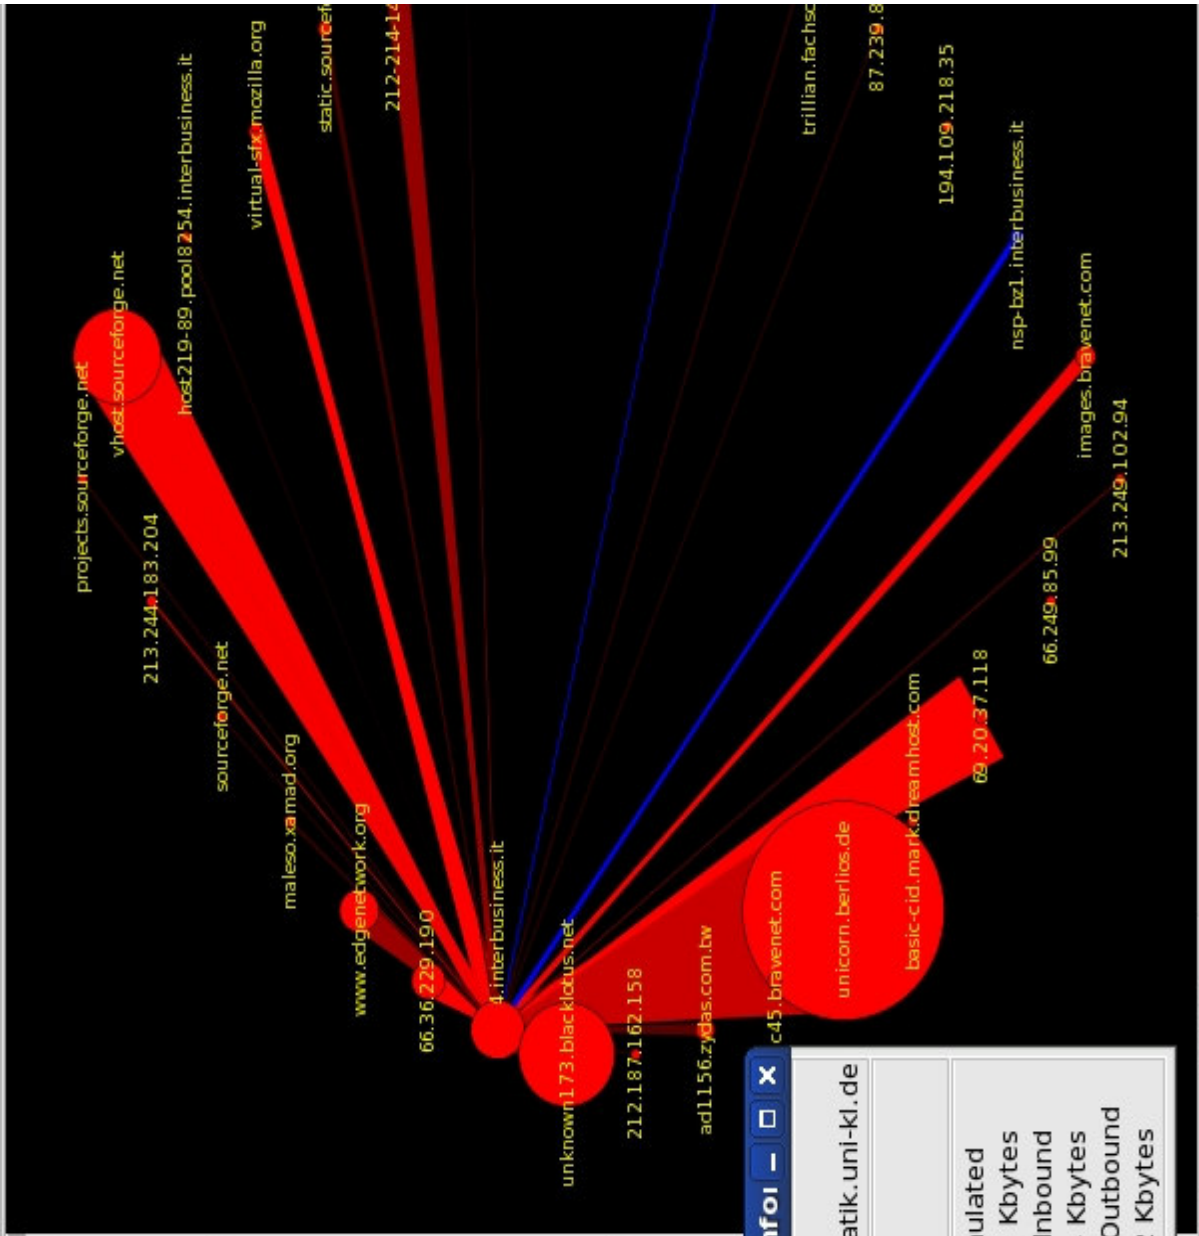 projects.sourceforge.net
vhost.sourceforge.net
213.244.183.204
host219-89.pool8254.interbusiness.it
sourceforge.net
virtual-sfx.mozilla.org
maleso.xamad.org
static.sourcef
www.edgenetwork.org
212-214-14
66.36.229.190
4.interbusiness.it
unknown173.blacklotus.net
212.187.162.158
ad1156.zydas.com.tw
c45.bravenet.com
trillian.fachsc
unicorn.berlios.de
87.239.8
basic-cid.mark.dreamhost.com
194.109.218.35
69.20.37.118
nsp-bz1.interbusiness.it
66.249.85.99
images.bravenet.com
213.249.102.94
nfor
atik.uni-kl.de
ulated
Kbytes
Inbound
Kbytes
Outbound
Kbytes